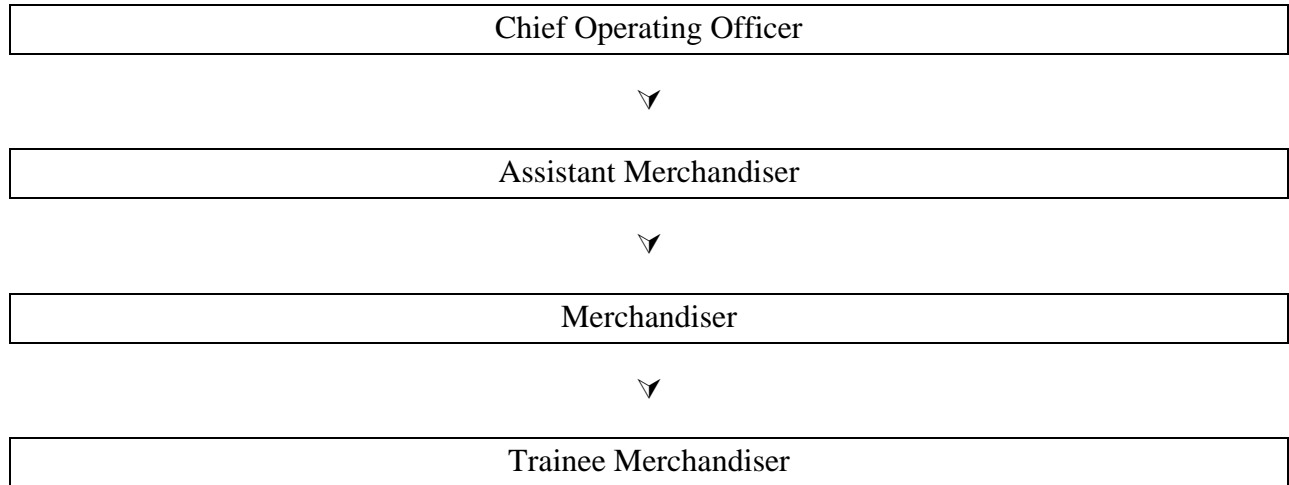 Chief Operating Officer
Assistant Merchandiser
Merchandiser
Trainee Merchandiser